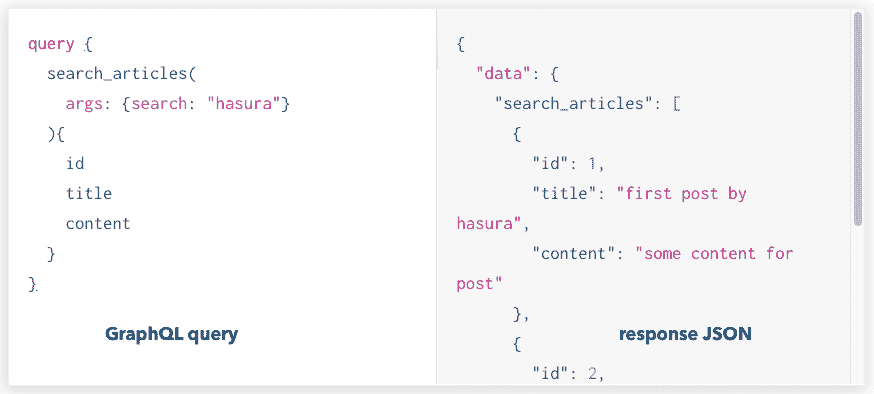 query {
  search_articles(
    args: {search: "hasura"}
  ){
    id
    title
    content
  }
}
GraphQL query
{
  "data": {
    "search_articles": [
      {
        "id": 1,
        "title": "first post by
hasura",
        "content": "some content for
post"
      },
      {
        "id": 2,
response JSON